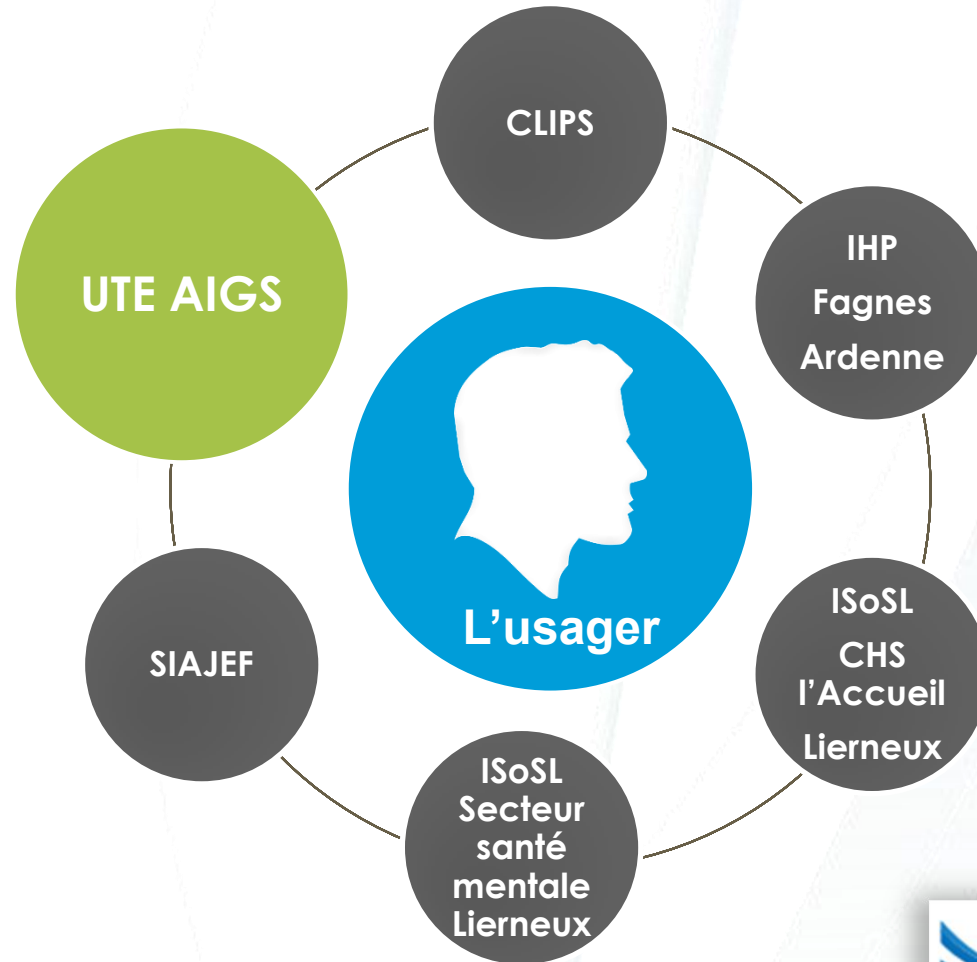 CLIPS
UTE AIGS
IHP
Fagnes
Ardenne
L’usager
ISoSL
CHS
l’Accueil
Lierneux
SIAJEF
ISoSL
Secteur
santé
mentale
Lierneux